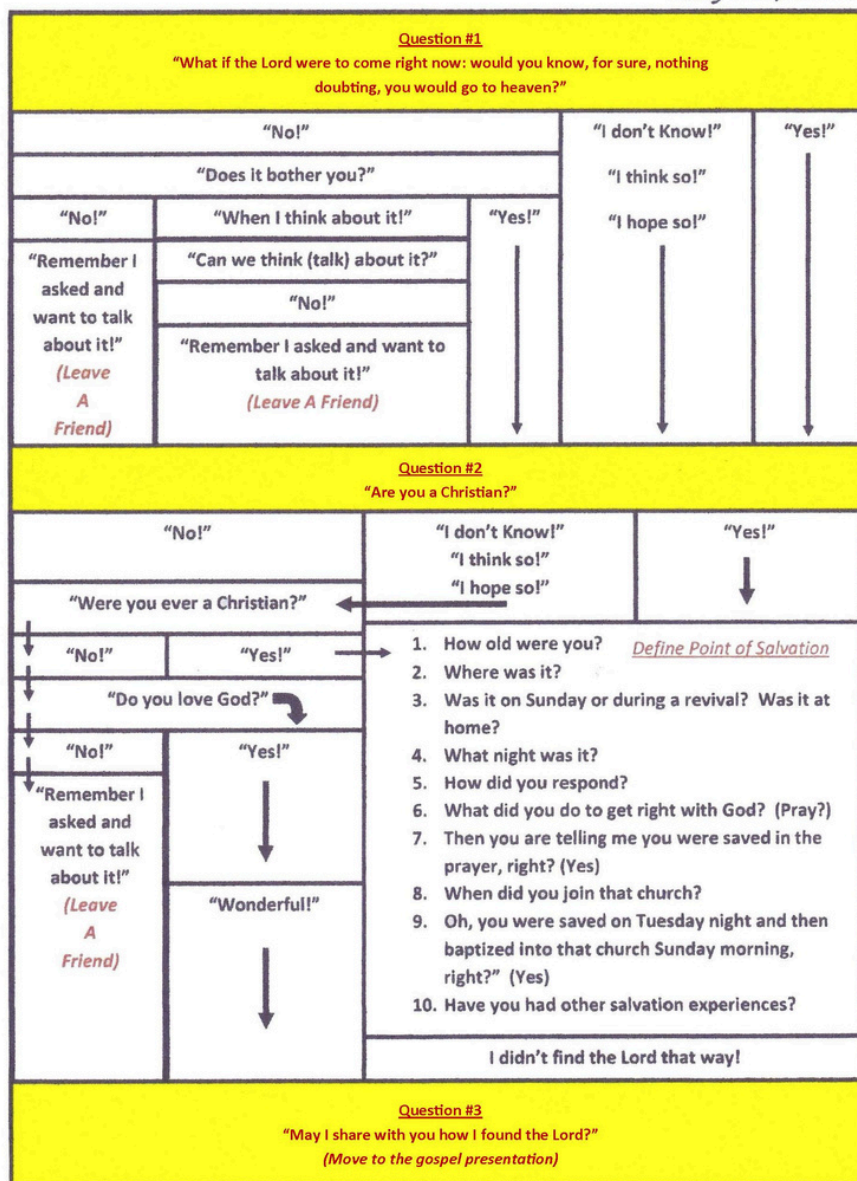 Question #1
“What if the Lord were to come right now: would you know, for sure, nothing
doubting, you would go to heaven?”
“No!”
“I don't Know!”
“I think so!”
“I hope so!”
“Yes!”
“Does it bother you?”
“No!”
“When I think about it!”
“Yes!”
“Remember I
asked and
want to talk
about it!”
(Leave
A
Friend)
“Can we think (talk) about it?”
“No!”
“Remember I asked and want to
talk about it!”
(Leave A Friend)
Question #2
“Are you a Christian?”
“No!”
“I don't Know!”
“I think so!”
“I hope so!”
“Yes!”
“Were you ever a Christian?”
“No!”
“Yes!”
“Do you love God?”
“No!”
“Yes!”
“Remember I
asked and
want to talk
about it!”
(Leave
A
Friend)
“Wonderful!”
1. How old were you? Define Point of Salvation
2. Where was it?
3. Was it on Sunday or during a revival? Was it at
home?
4. What night was it?
5. How did you respond?
6. What did you do to get right with God? (Pray?)
7. Then you are telling me you were saved in the
prayer, right? (Yes)
8. When did you join that church?
9. Oh, you were saved on Tuesday night and then
baptized into that church Sunday morning,
right?” (Yes)
10. Have you had other salvation experiences?
I didn't find the Lord that way!
Question #3
“May I share with you how I found the Lord?”
(Move to the gospel presentation)